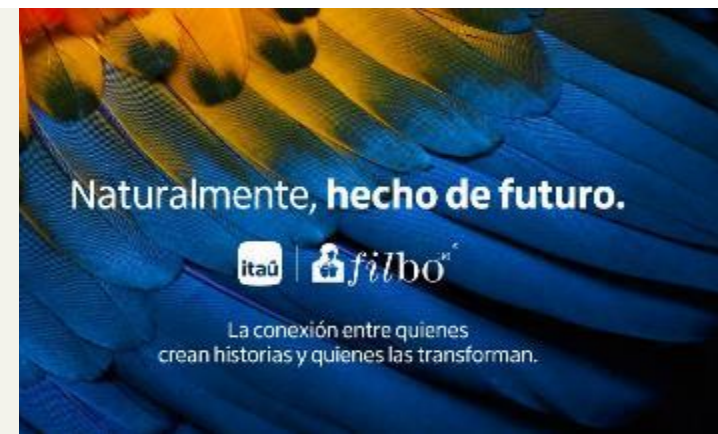 Naturalmente, hecho de futuro.
itaú filbo
La conexión entre quienes
crean historias y quienes las transforman.